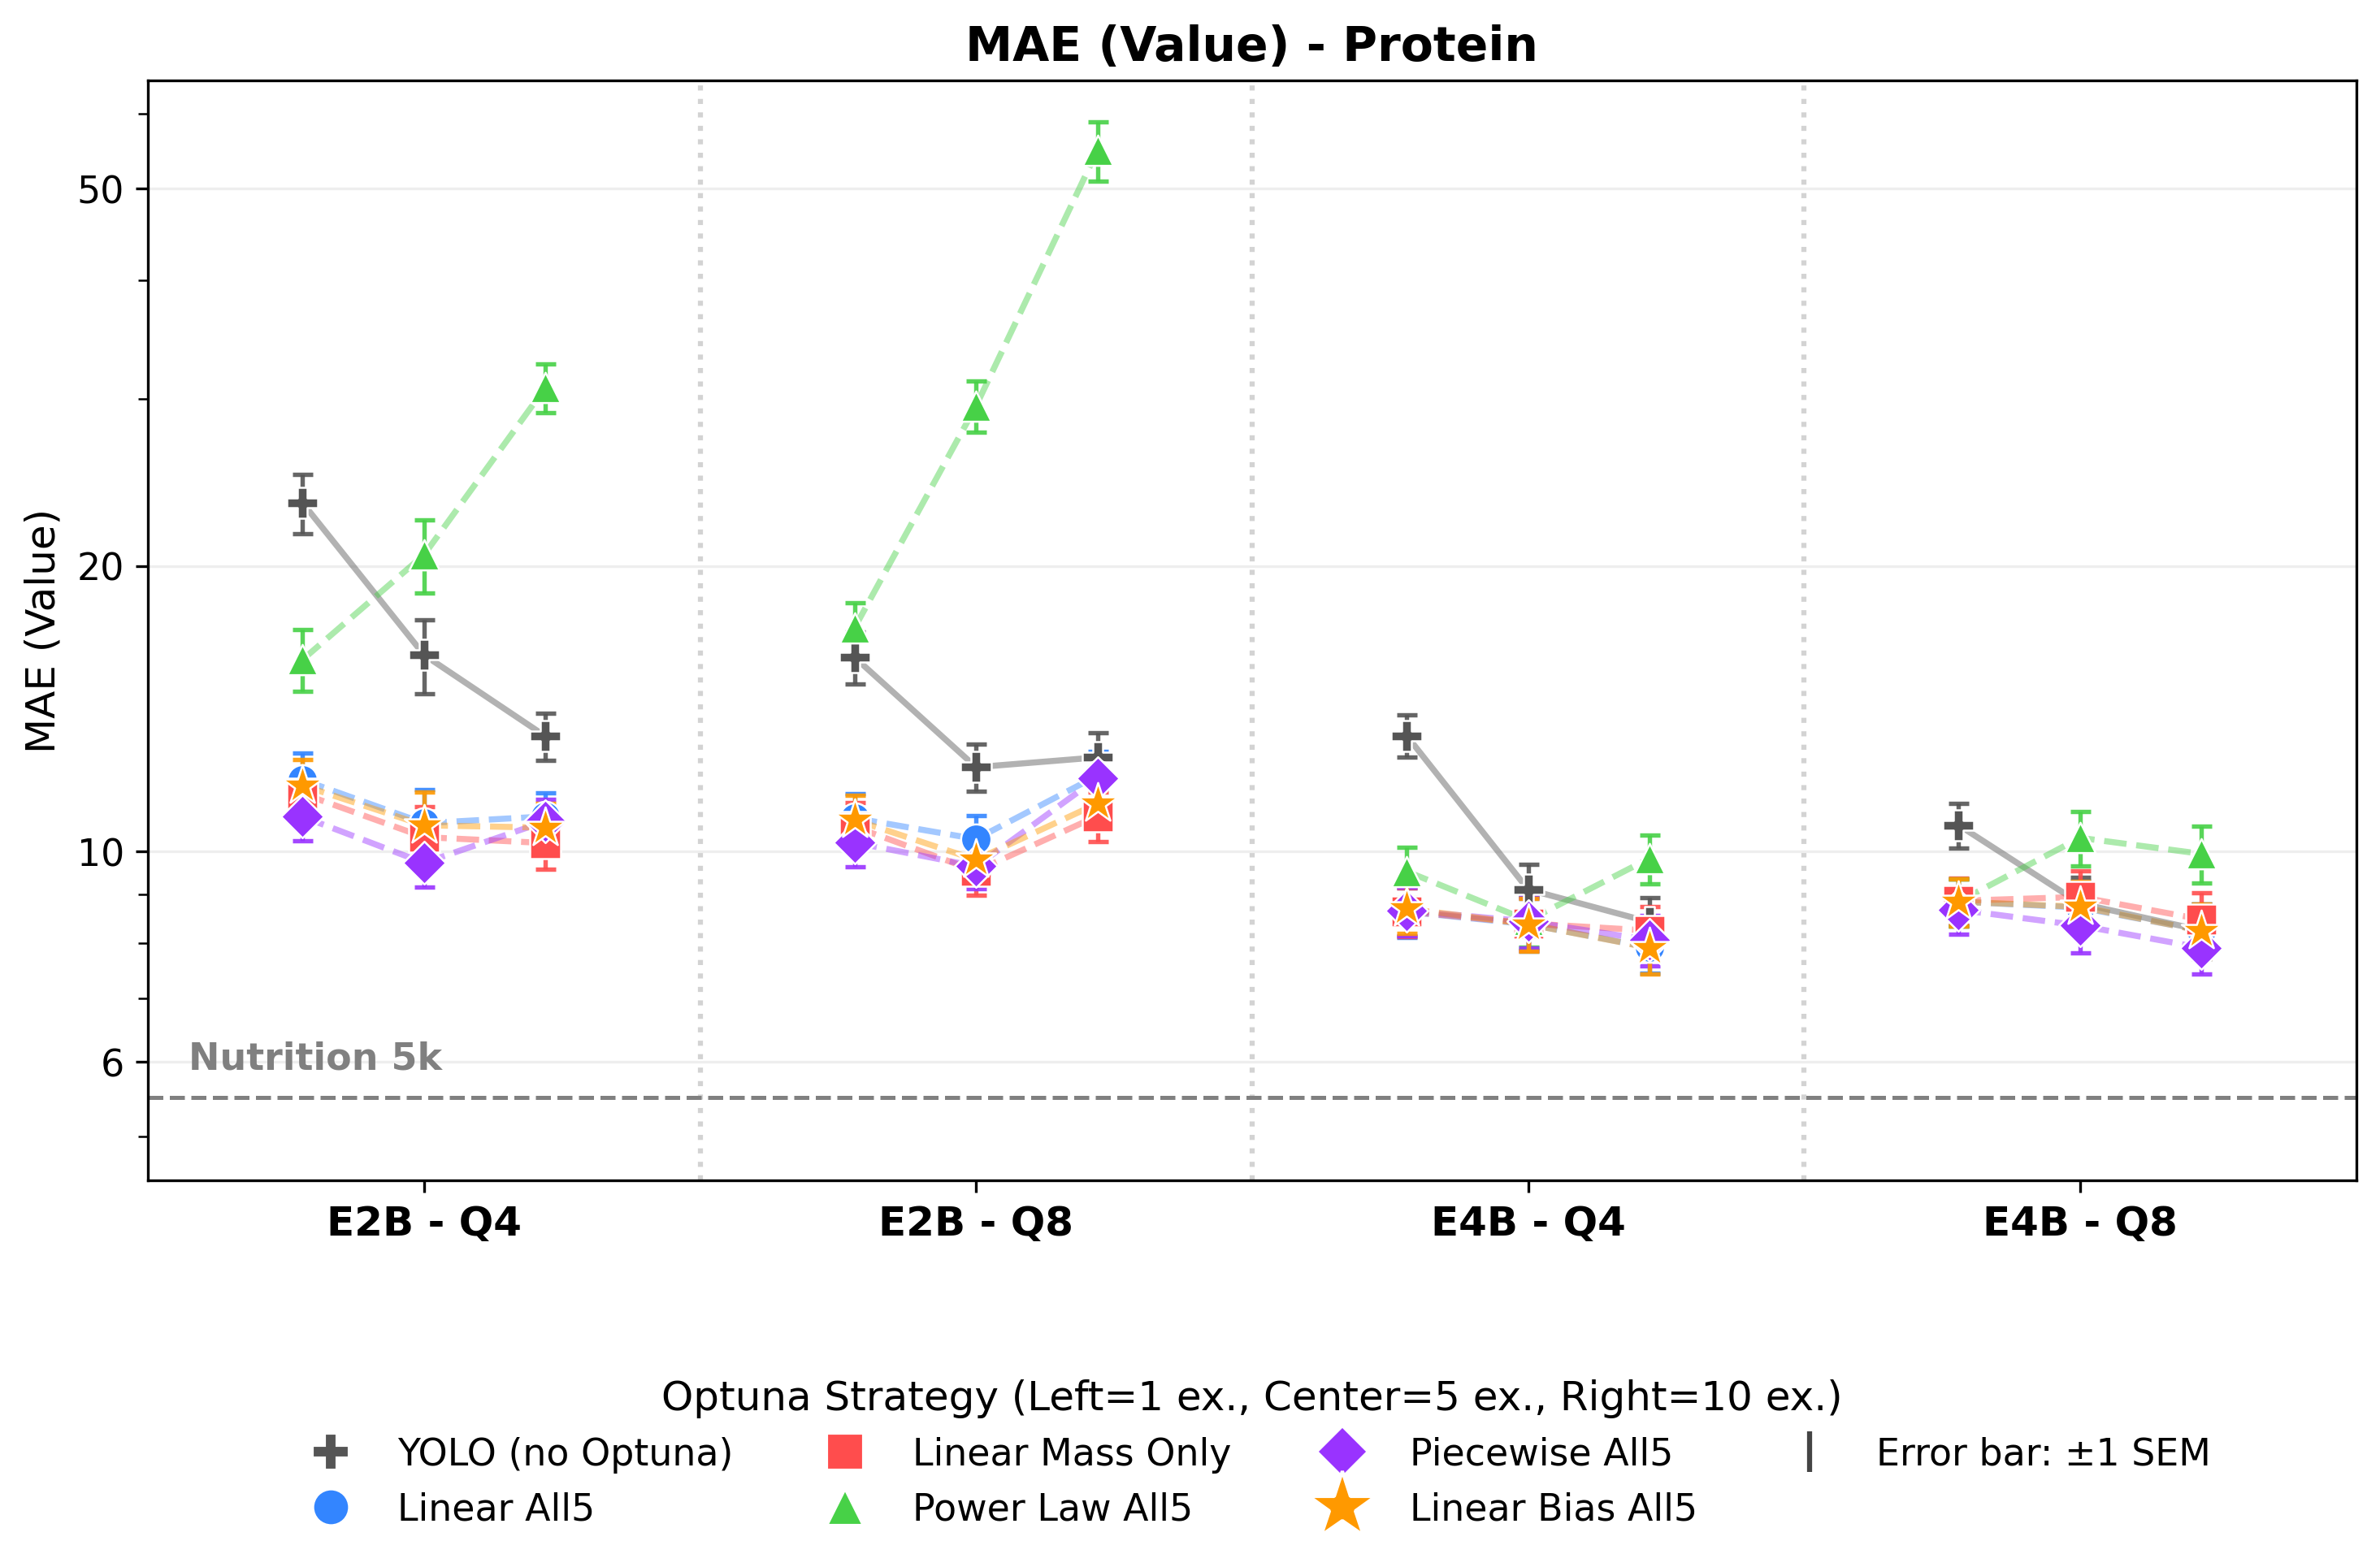 MAE (Value) - Protein
MAE (Value)
50
20
10
6
Nutrition 5k
E2B - Q4
E2B - Q8
E4B - Q4
E4B - Q8
Optuna Strategy (Left=1 ex., Center=5 ex., Right=10 ex.)
YOLO (no Optuna)
Linear Mass Only
Piecewise All5
Error bar: ±1 SEM
Linear All5
Power Law All5
Linear Bias All5